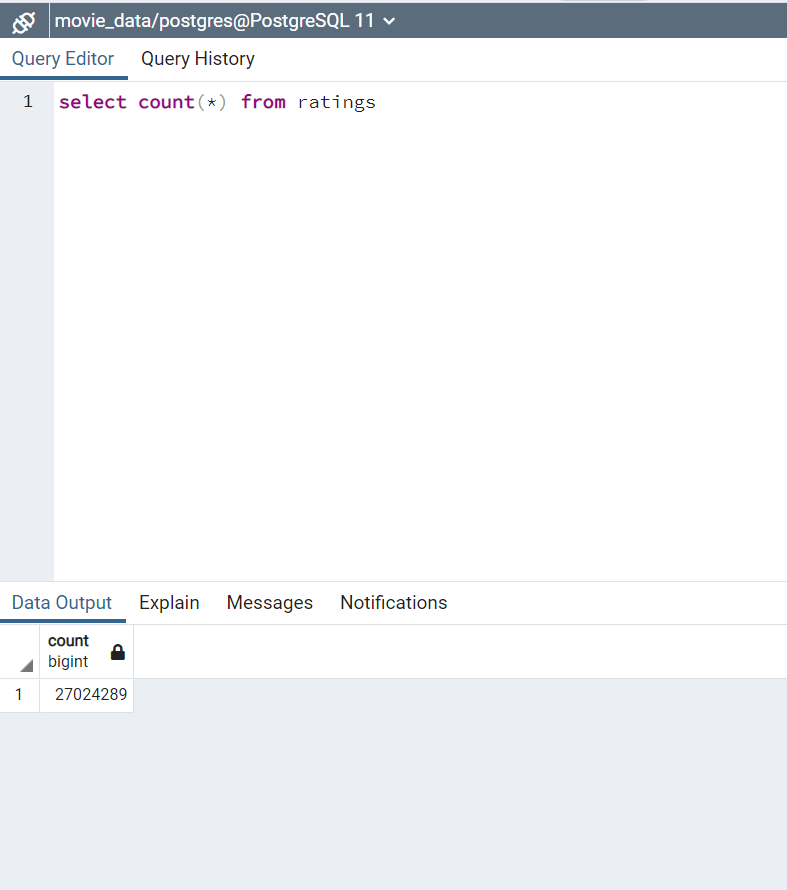 movie_data/postgres@PostgreSQL 11
Query Editor Query History
1 select count(*) from ratings
Data Output Explain Messages Notifications
count
bigint
1 27024289